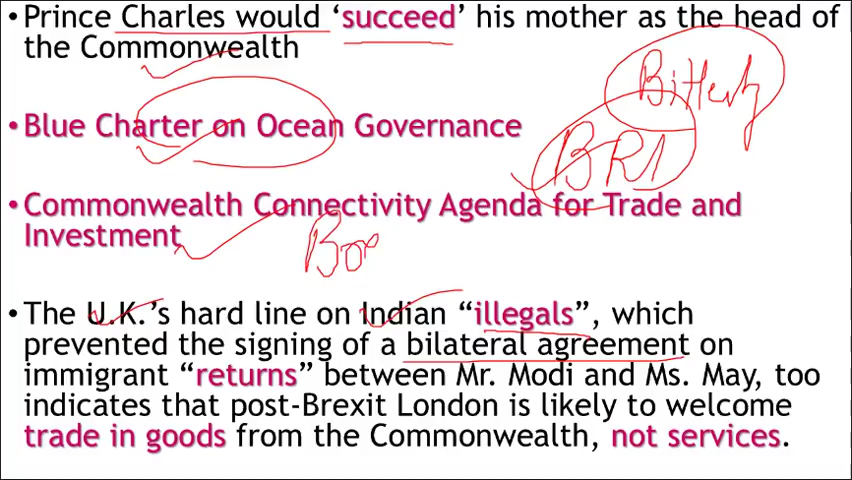 • Prince Charles would ‘succeed’ his mother as the head of
the Commonwealth
• Blue Charter on Ocean Governance
BRI
• Commonwealth Connectivity Agenda for Trade and
Investment
• The U.K.’s hard line on Indian “illegals”, which
prevented the signing of a bilateral agreement on
immigrant “returns” between Mr. Modi and Ms. May, too
indicates that post-Brexit London is likely to welcome
trade in goods from the Commonwealth, not services.